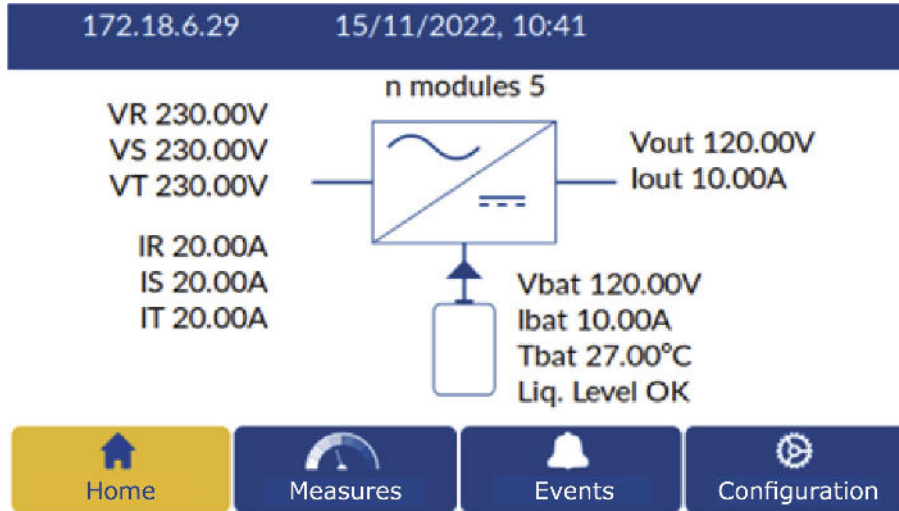 172.18.6.29 15/11/2022, 10:41
n modules 5
VR 230.00V
VS 230.00V
VT 230.00V
IR 20.00A
IS 20.00A
IT 20.00A
Vout 120.00V
Iout 10.00A
Vbat 120.00V
Ibat 10.00A
Tbat 27.00°C
Liq. Level OK
Home
Measures
Events
Configuration